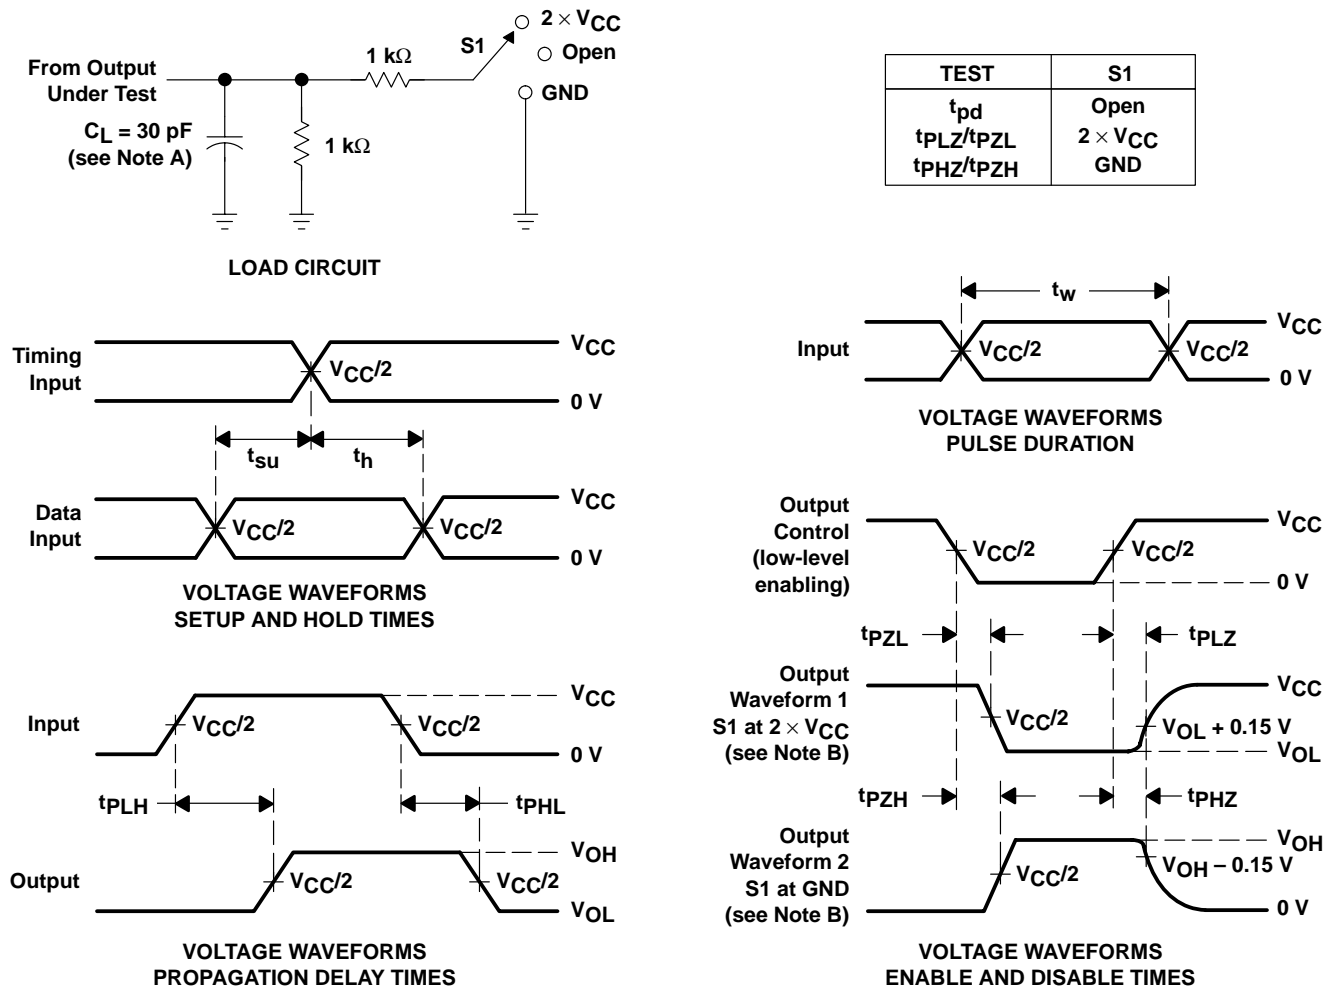 2 × VCC
S1
Open
1 kΩ
From Output
Under Test
GND
CL = 30 pF
(see Note A)
1 kΩ
LOAD CIRCUIT
TEST S1
tpd Open
tPLZ/tPZL 2 × VCC
tPHZ/tPZH GND
tw
Input
VCC/2
VCC/2
VCC
0 V
VOLTAGE WAVEFORMS
PULSE DURATION
Timing
Input
VCC/2
VCC
0 V
tsu
th
Data
Input
VCC/2
VCC/2
VCC
0 V
VOLTAGE WAVEFORMS
SETUP AND HOLD TIMES
Input
VCC/2
VCC/2
VCC
0 V
tPLH
tPHL
Output
VCC/2
VCC/2
VOH
VOL
VOLTAGE WAVEFORMS
PROPAGATION DELAY TIMES
Output
Control
(low-level
enabling)
VCC/2
VCC/2
VCC
0 V
tPZL
tPLZ
Output
Waveform 1
S1 at 2 × VCC
(see Note B)
VCC/2
VCC
VOL + 0.15 V
VOL
tPZH
tPHZ
Output
Waveform 2
S1 at GND
(see Note B)
VCC/2
VOH
VOH − 0.15 V
0 V
VOLTAGE WAVEFORMS
ENABLE AND DISABLE TIMES